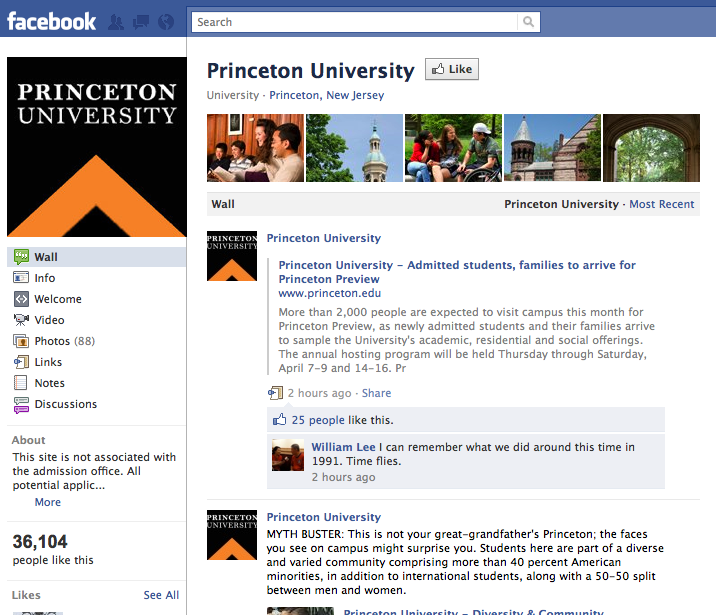 facebook
Search
PRINCETON
UNIVERSITY
Wall
Info
Welcome
Video
Photos (88)
Links
Notes
Discussions
About
This site is not associated with
the admission office. All
potential applic...
More
36,104
people like this
Likes
See All
Princeton University
Like
University · Princeton, New Jersey
Wall
Princeton University · Most Recent
PRINCETON
UNIVERSITY
Princeton University
Princeton University – Admitted students, families to arrive for
Princeton Preview
www.princeton.edu
More than 2,000 people are expected to visit campus this month for
Princeton Preview, as newly admitted students and their families arrive
to sample the University's academic, residential and social offerings.
The annual hosting program will be held Thursday through Saturday,
April 7-9 and 14-16. Pr
2 hours ago · Share
25 people like this.
William Lee I can remember what we did around this time in
1991. Time flies.
2 hours ago
PRINCETON
UNIVERSITY
Princeton University
MYTH BUSTER: This is not your great-grandfather's Princeton; the faces
you see on campus might surprise you. Students here are part of a diverse
and varied community comprising more than 40 percent American
minorities, in addition to international students, along with a 50-50 split
between men and women.
Princeton University – Diversity & Community